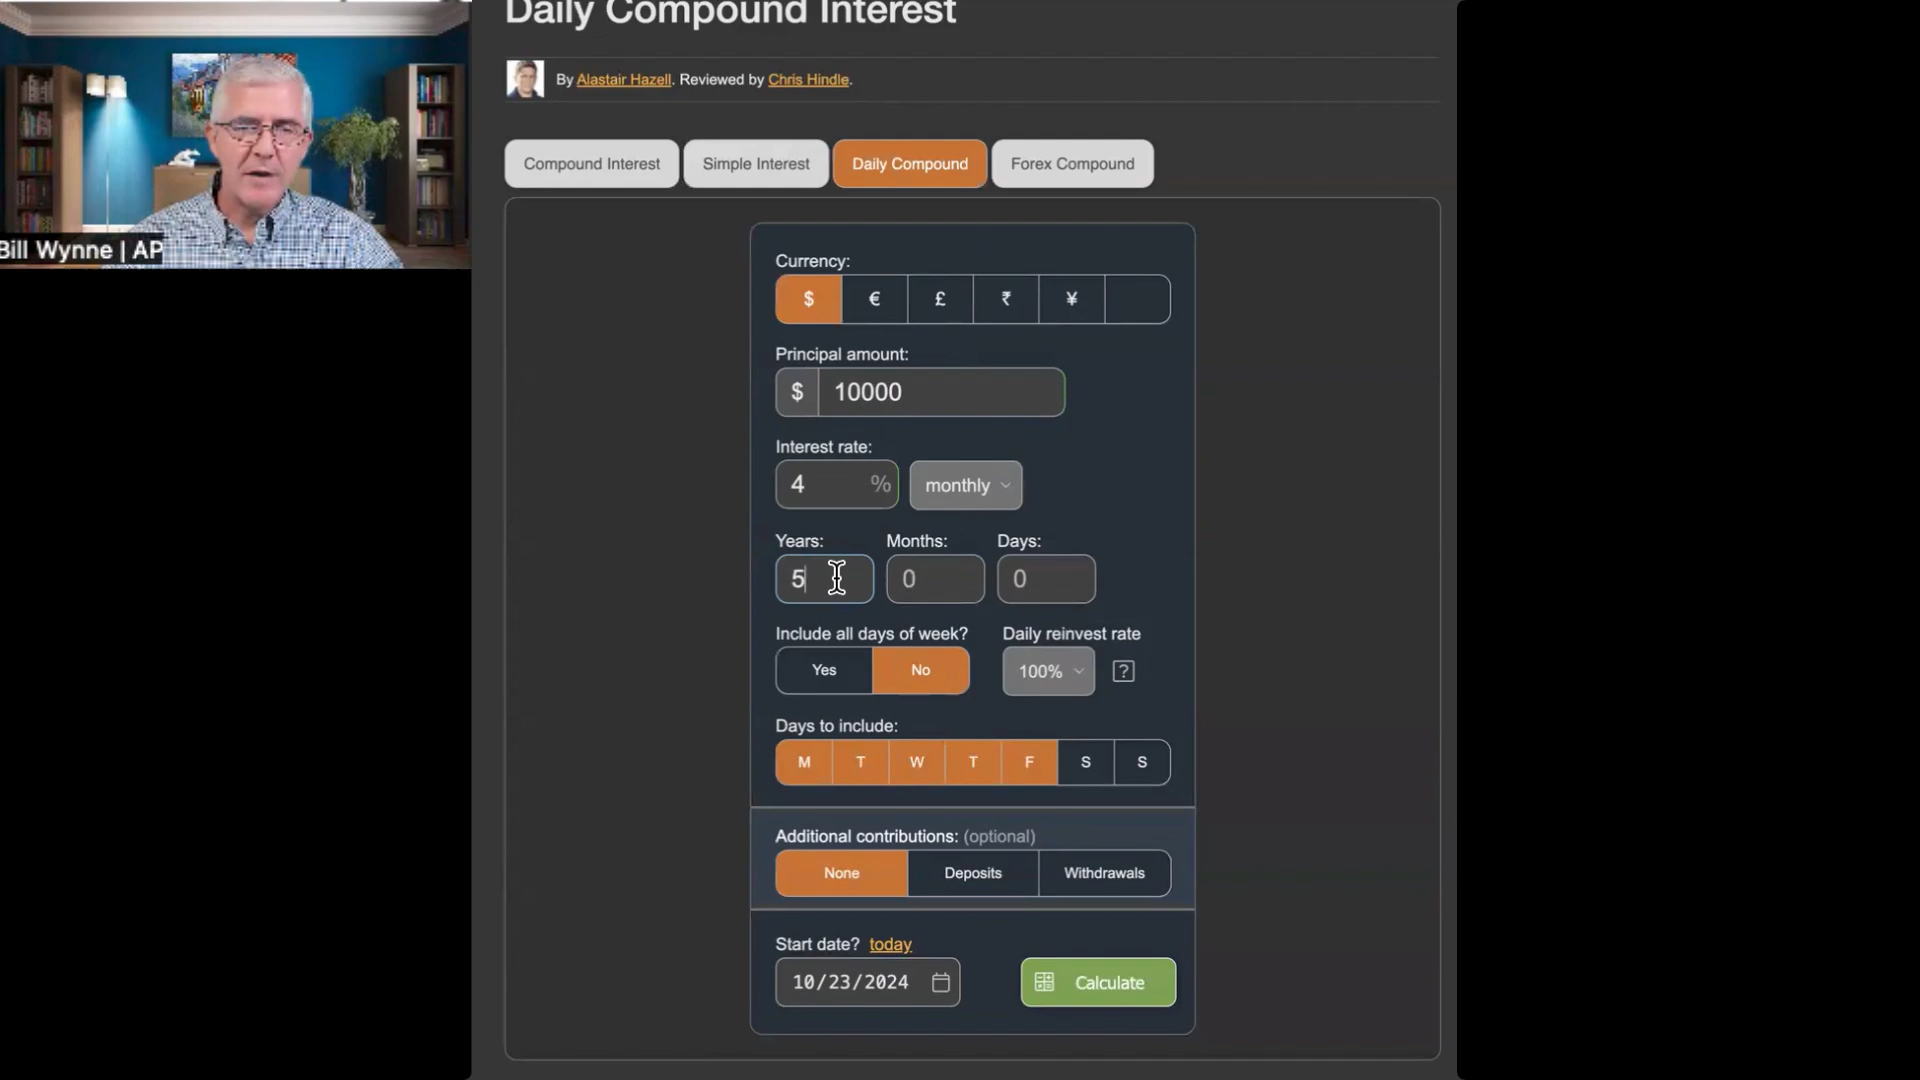 Daily Compound Interest
By Alastair Hazell. Reviewed by Chris Hindle.
Compound Interest
Simple Interest
Daily Compound
Forex Compound
Bill Wynne | AP
Currency:
$ € £ ₹ ¥
Principal amount:
$ 10000
Interest rate:
4 % monthly
Years: Months: Days:
5 0 0
Include all days of week? Daily reinvest rate
Yes No 100% ?
Days to include:
M T W T F S S
Additional contributions: (optional)
None Deposits Withdrawals
Start date? today
10/23/2024 Calculate